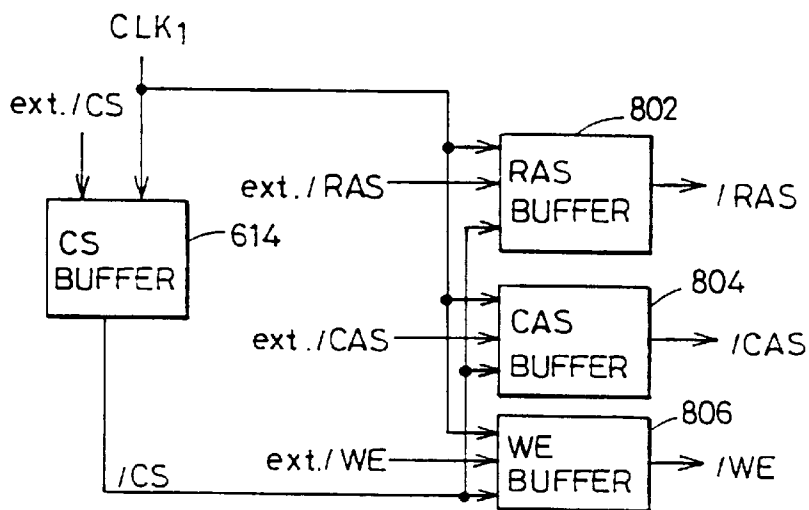 CLK1
ext./CS
802
ext./RAS
RAS
BUFFER
/RAS
CS
BUFFER
614
804
ext./CAS
CAS
BUFFER
/CAS
806
ext./WE
WE
BUFFER
/WE
/CS